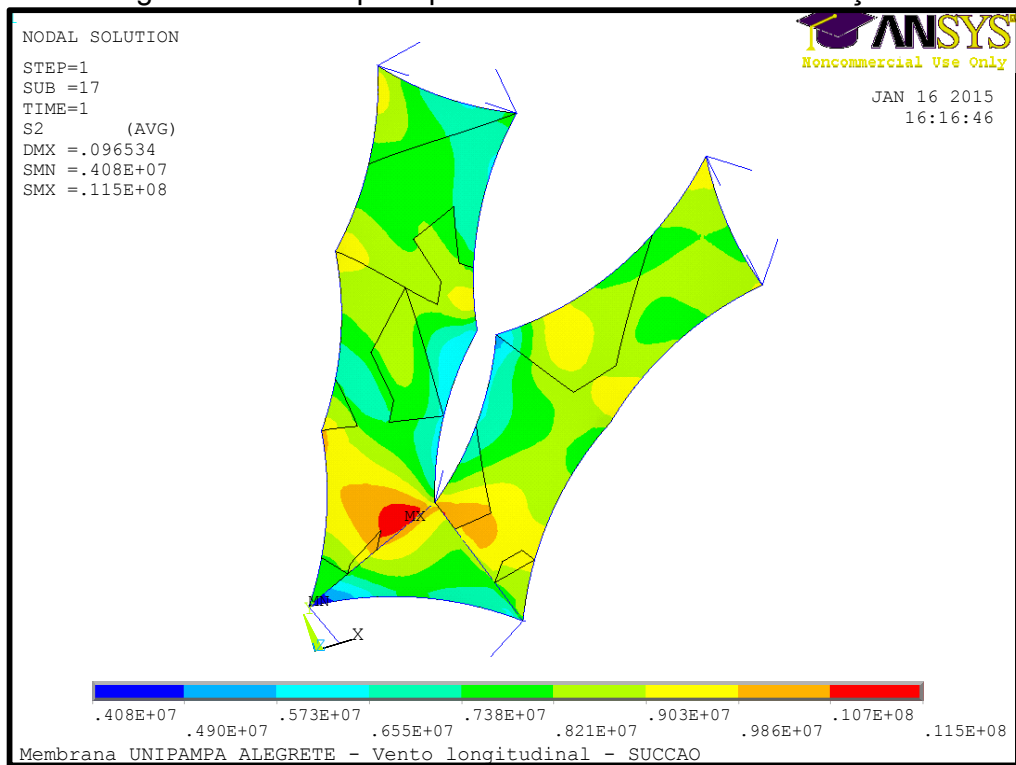 NODAL SOLUTION
STEP=1
SUB =17
TIME=1
S2 (AVG)
DMX =.096534
SMN =.408E+07
SMX =.115E+08
ANSYS
Noncommercial Use Only
JAN 16 2015
16:16:46
MX
MN
X
Z
.408E+07 .573E+07 .738E+07 .903E+07 .107E+08
.490E+07 .655E+07 .821E+07 .986E+07 .115E+08
Membrana UNIPAMPA ALEGRETE - Vento longitudinal - SUCCAO